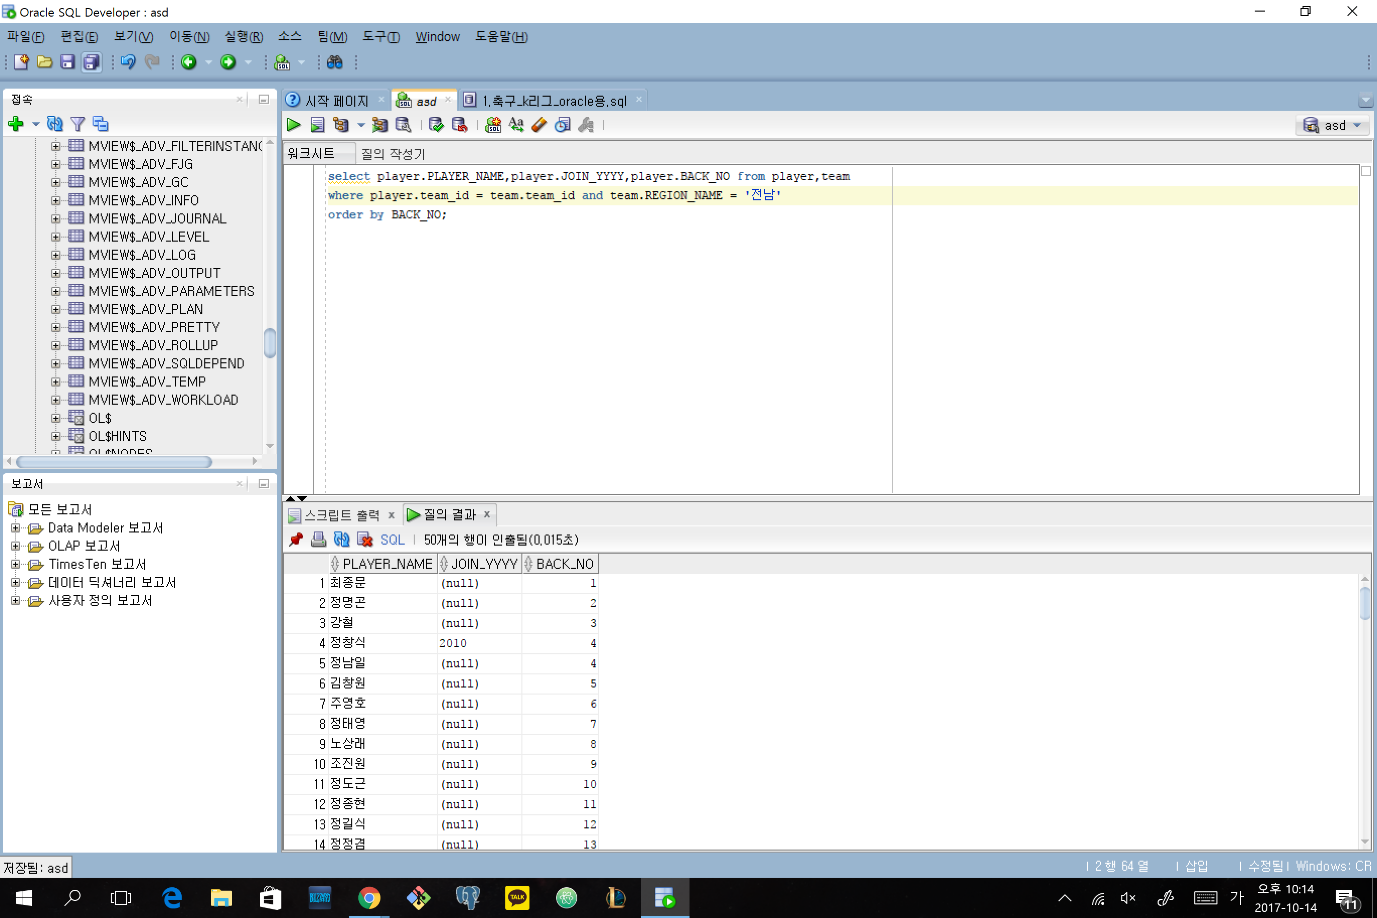 Oracle SQL Developer : asd
파일(F) 편집(E) 보기(V) 이동(N) 실행(R) 소스 팀(M) 도구(T) Window 도움말(H)
접속
MVIEW$_ADV_FILTERINSTANC
MVIEW$_ADV_FJG
MVIEW$_ADV_GC
MVIEW$_ADV_INFO
MVIEW$_ADV_JOURNAL
MVIEW$_ADV_LEVEL
MVIEW$_ADV_LOG
MVIEW$_ADV_OUTPUT
MVIEW$_ADV_PARAMETERS
MVIEW$_ADV_PLAN
MVIEW$_ADV_PRETTY
MVIEW$_ADV_ROLLUP
MVIEW$_ADV_SQLDEPEND
MVIEW$_ADV_TEMP
MVIEW$_ADV_WORKLOAD
OL$
OL$HINTS
OL$NODES
보고서
모든 보고서
Data Modeler 보고서
OLAP 보고서
TimesTen 보고서
데이터 딕셔너리 보고서
사용자 정의 보고서
저장됨: asd
시작 페이지 asd 1.축구_k리그_oracle용.sql
asd
워크시트 질의 작성기
select player.PLAYER_NAME,player.JOIN_YYYY,player.BACK_NO from player,team
where player.team_id = team.team_id and team.REGION_NAME = '전남'
order by BACK_NO;
스크립트 출력 질의 결과
SQL 50개의 행이 인출됨(0.015초)
PLAYER_NAME JOIN_YYYY BACK_NO
1 최종문 (null) 1
2 정명곤 (null) 2
3 강철 (null) 3
4 정창식 2010 4
5 정남일 (null) 4
6 김창원 (null) 5
7 주영호 (null) 6
8 정태영 (null) 7
9 노상래 (null) 8
10 조진원 (null) 9
11 정도근 (null) 10
12 정종현 (null) 11
13 정길식 (null) 12
14 정정겸 (null) 13
2 행 64 열 삽입 수정됨 Windows: CR
BLIZZARD
TALK
가
오후 10:14
2017-10-14
11